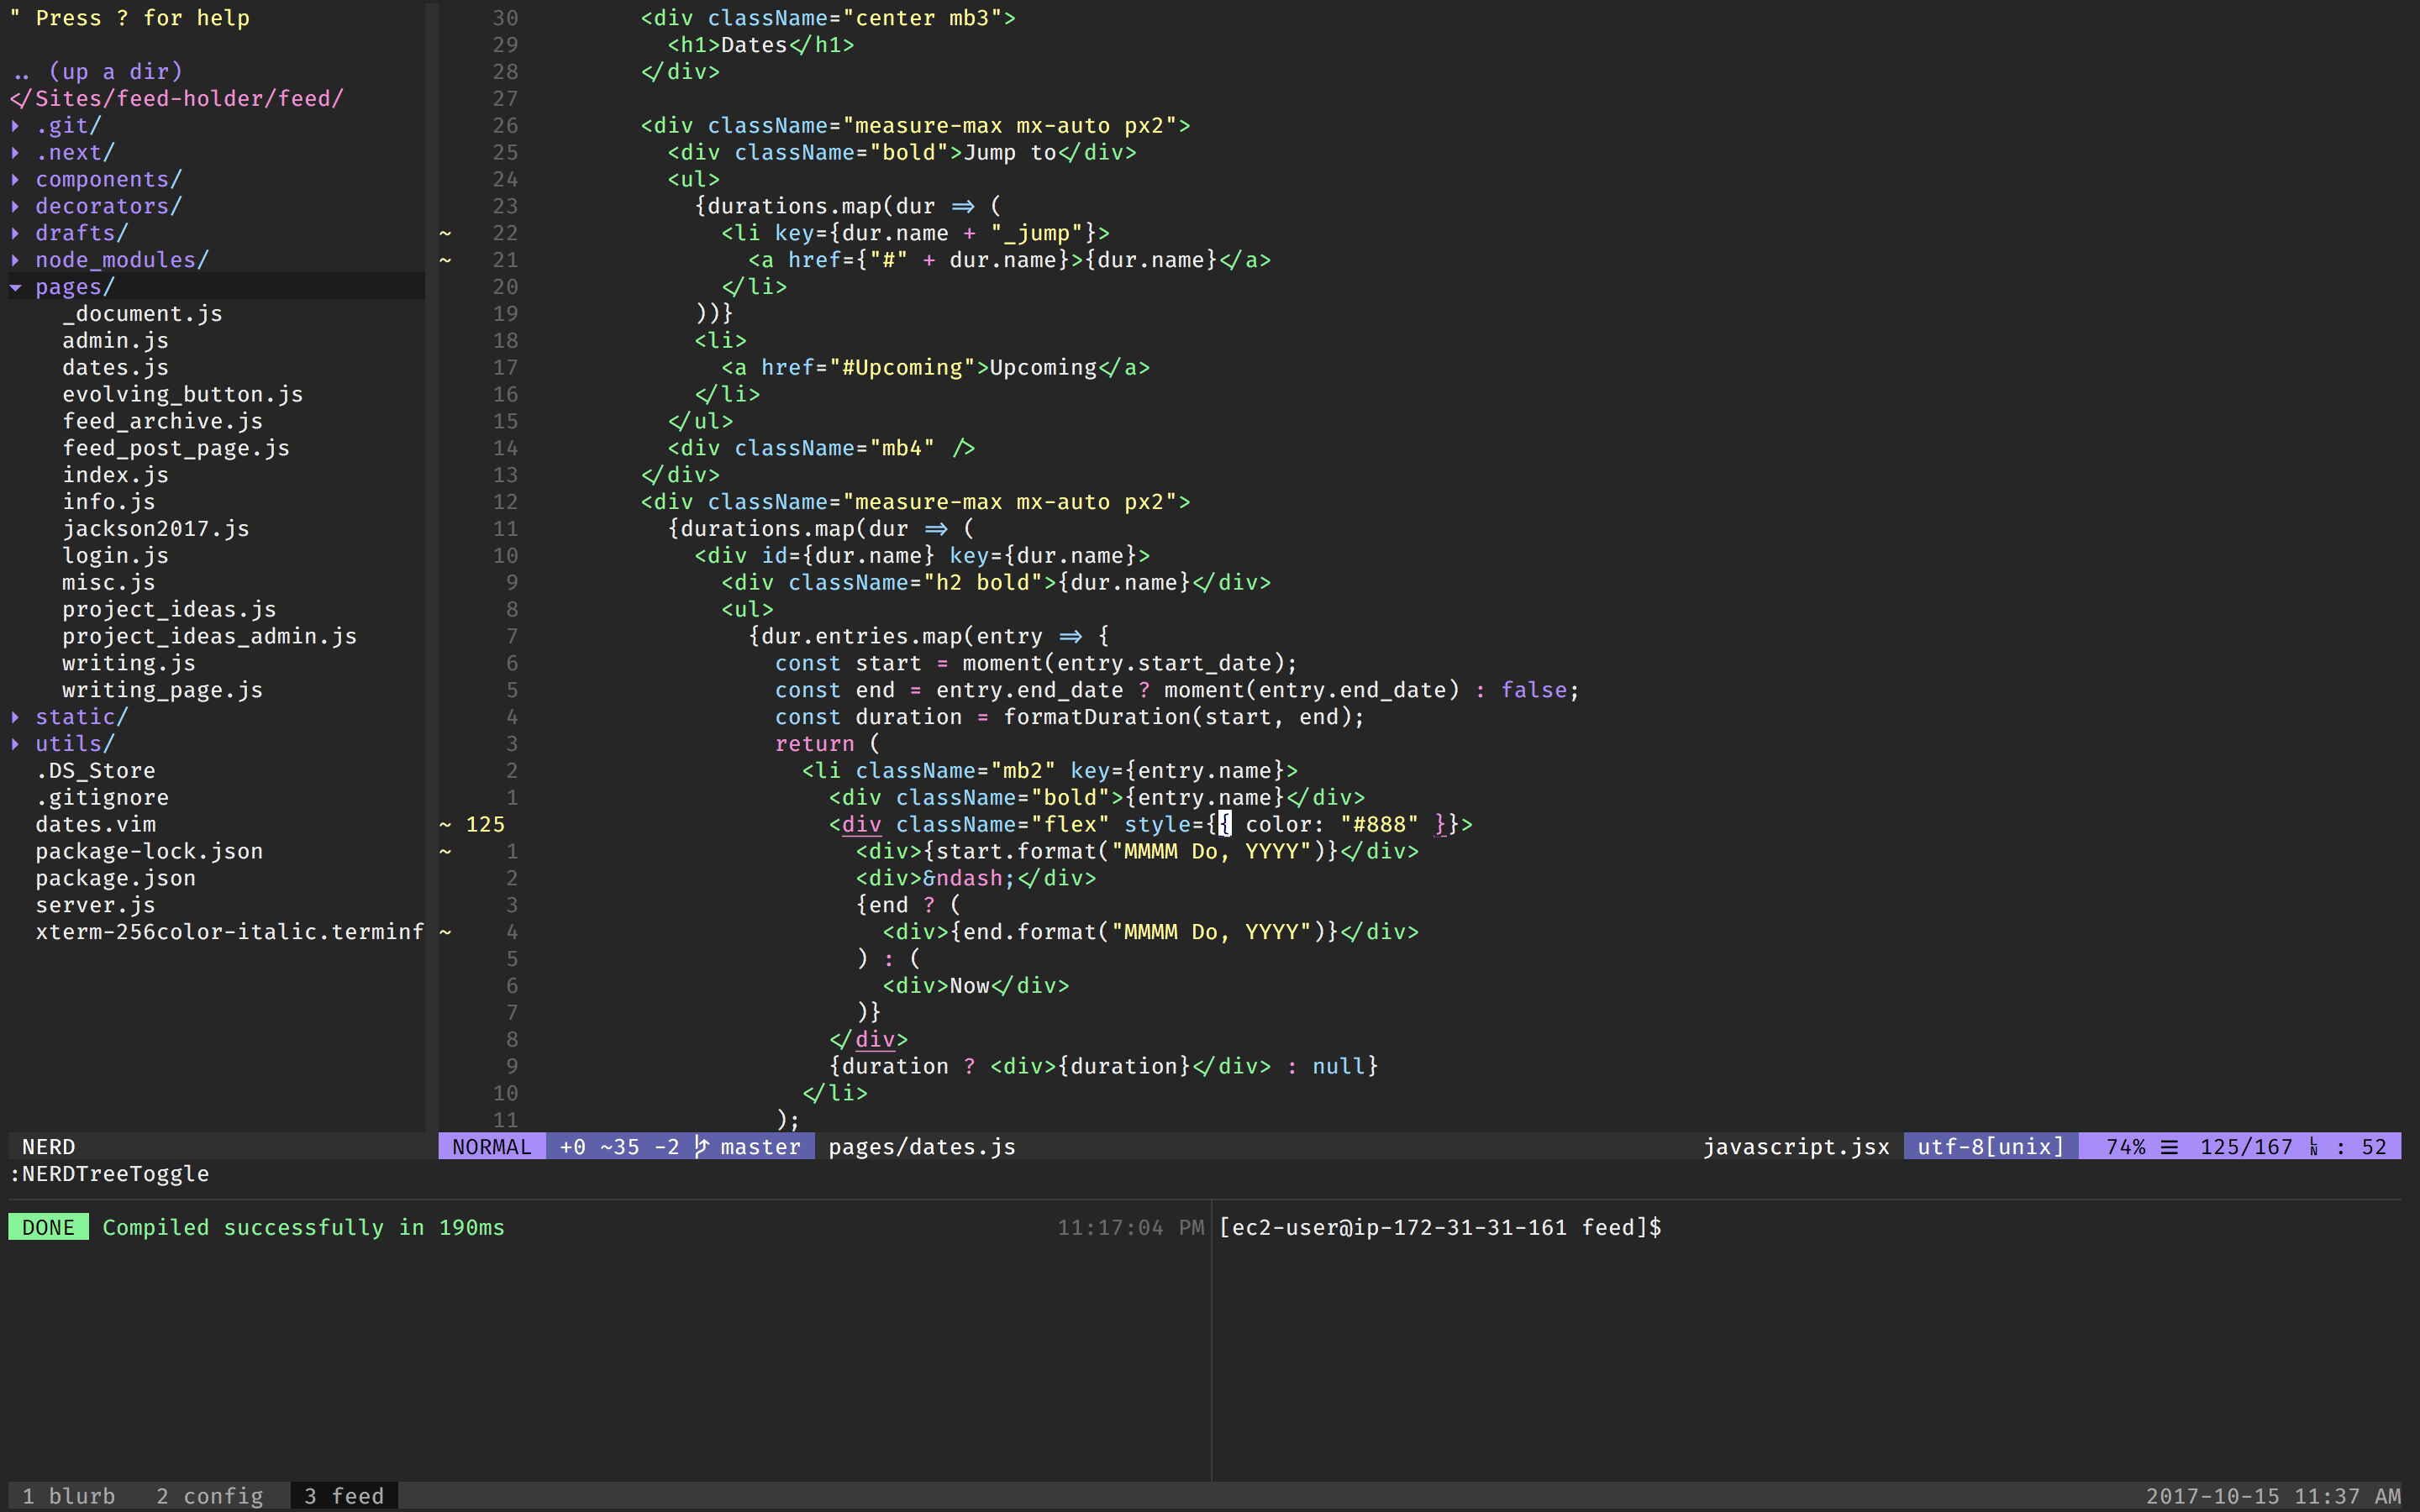 " Press ? for help
.. (up a dir)
</Sites/feed-holder/feed/
▸ .git/
▸ .next/
▸ components/
▸ decorators/
▸ drafts/
▸ node_modules/
▾ pages/
_document.js
admin.js
dates.js
evolving_button.js
feed_archive.js
feed_post_page.js
index.js
info.js
jackson2017.js
login.js
misc.js
project_ideas.js
project_ideas_admin.js
writing.js
writing_page.js
▸ static/
▸ utils/
.DS_Store
.gitignore
dates.vim
package-lock.json
package.json
server.js
xterm-256color-italic.terminf
30 <div className="center mb3">
29 <h1>Dates</h1>
28 </div>
27
26 <div className="measure-max mx-auto px2">
25 <div className="bold">Jump to</div>
24 <ul>
23 {durations.map(dur => (
~ 22 <li key={dur.name + "_jump"}>
~ 21 <a href={"#" + dur.name}>{dur.name}</a>
20 </li>
19 ))}
18 <li>
17 <a href="#Upcoming">Upcoming</a>
16 </li>
15 </ul>
14 <div className="mb4" />
13 </div>
12 <div className="measure-max mx-auto px2">
11 {durations.map(dur => (
10 <div id={dur.name} key={dur.name}>
9 <div className="h2 bold">{dur.name}</div>
8 <ul>
7 {dur.entries.map(entry => {
6 const start = moment(entry.start_date);
5 const end = entry.end_date ? moment(entry.end_date) : false;
4 const duration = formatDuration(start, end);
3 return (
2 <li className="mb2" key={entry.name}>
1 <div className="bold">{entry.name}</div>
~ 125 <div className="flex" style={{ color: "#888" }}>
~ 1 <div>{start.format("MMMM Do, YYYY")}</div>
2 <div>&ndash;</div>
3 {end ? (
~ 4 <div>{end.format("MMMM Do, YYYY")}</div>
5 ) : (
6 <div>Now</div>
7 )}
8 </div>
9 {duration ? <div>{duration}</div> : null}
10 </li>
11 );
NERD
NORMAL +0 ~35 -2 master pages/dates.js javascript.jsx utf-8[unix] 74% ☰ 125/167 : 52
:NERDTreeToggle
DONE Compiled successfully in 190ms 11:17:04 PM
[ec2-user@ip-172-31-31-161 feed]$
1 blurb 2 config 3 feed 2017-10-15 11:37 AM